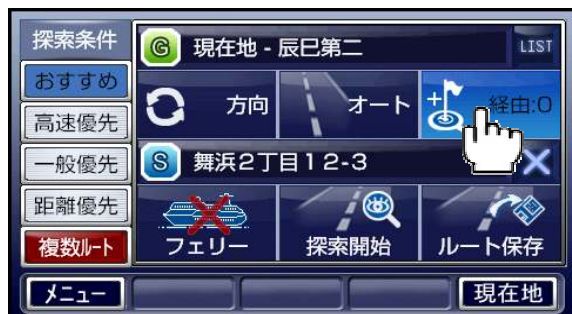 探索条件
G 現在地 - 辰巳第二 LIST
おすすめ
方向 オート 経由:0
高速優先
一般優先
S 舞浜2丁目12-3
距離優先
複数ルート
フェリー 探索開始 ルート保存
メニュー 現在地